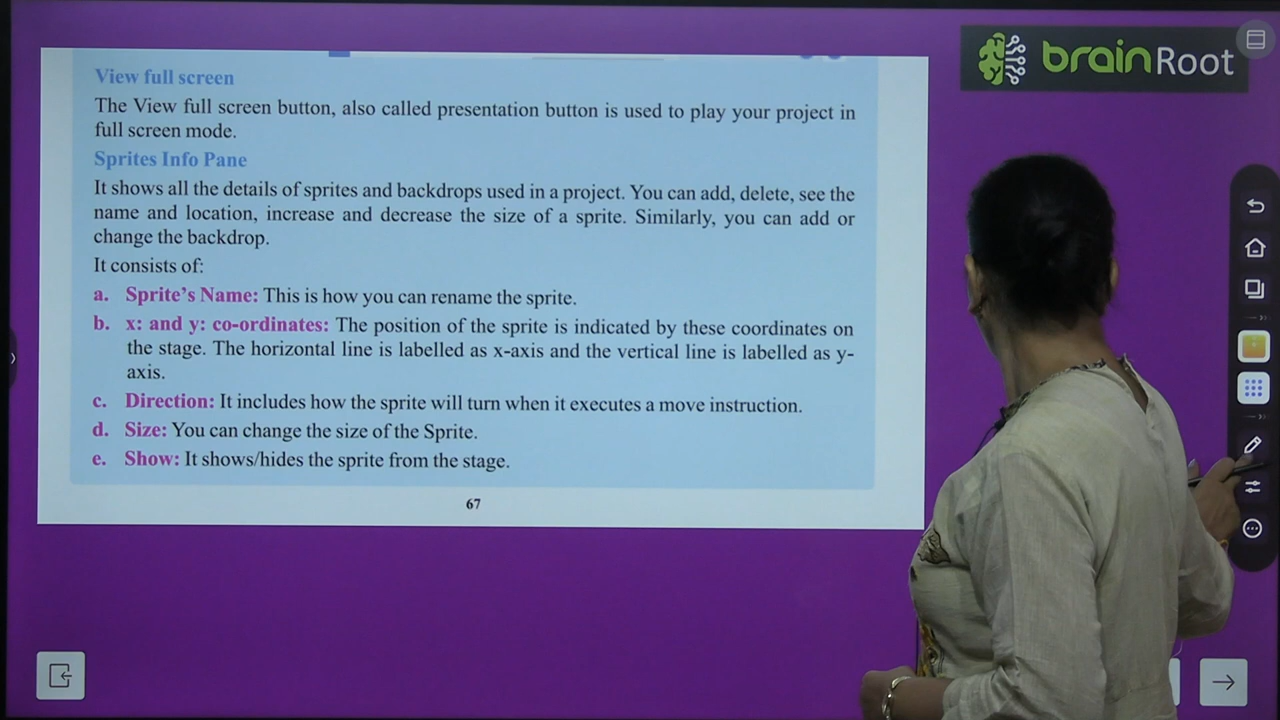 brainRoot
View full screen
The View full screen button, also called presentation button is used to play your project in
full screen mode.
Sprites Info Pane
It shows all the details of sprites and backdrops used in a project. You can add, delete, see the
name and location, increase and decrease the size of a sprite. Similarly, you can add or
change the backdrop.
It consists of:
a. Sprite's Name: This is how you can rename the sprite.
b. x: and y: co-ordinates: The position of the sprite is indicated by these coordinates on
the stage. The horizontal line is labelled as x-axis and the vertical line is labelled as y-
axis.
c. Direction: It includes how the sprite will turn when it executes a move instruction.
d. Size: You can change the size of the Sprite.
e. Show: It shows/hides the sprite from the stage.
67